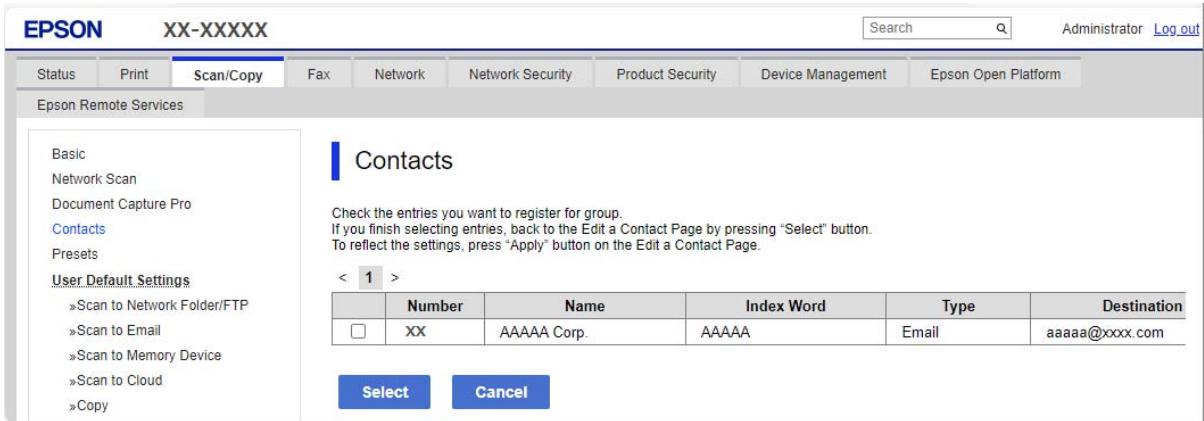 EPSON XX-XXXXX Search Administrator Log out
Status Print Scan/Copy Fax Network Network Security Product Security Device Management Epson Open Platform
Epson Remote Services
Basic
Network Scan
Document Capture Pro
Contacts
Presets
User Default Settings
»Scan to Network Folder/FTP
»Scan to Email
»Scan to Memory Device
»Scan to Cloud
»Copy
Contacts
Check the entries you want to register for group.
If you finish selecting entries, back to the Edit a Contact Page by pressing “Select” button.
To reflect the settings, press “Apply” button on the Edit a Contact Page.
< 1 >
Number Name Index Word Type Destination
XX AAAAA Corp. AAAAA Email aaaaa@xxxx.com
Select Cancel